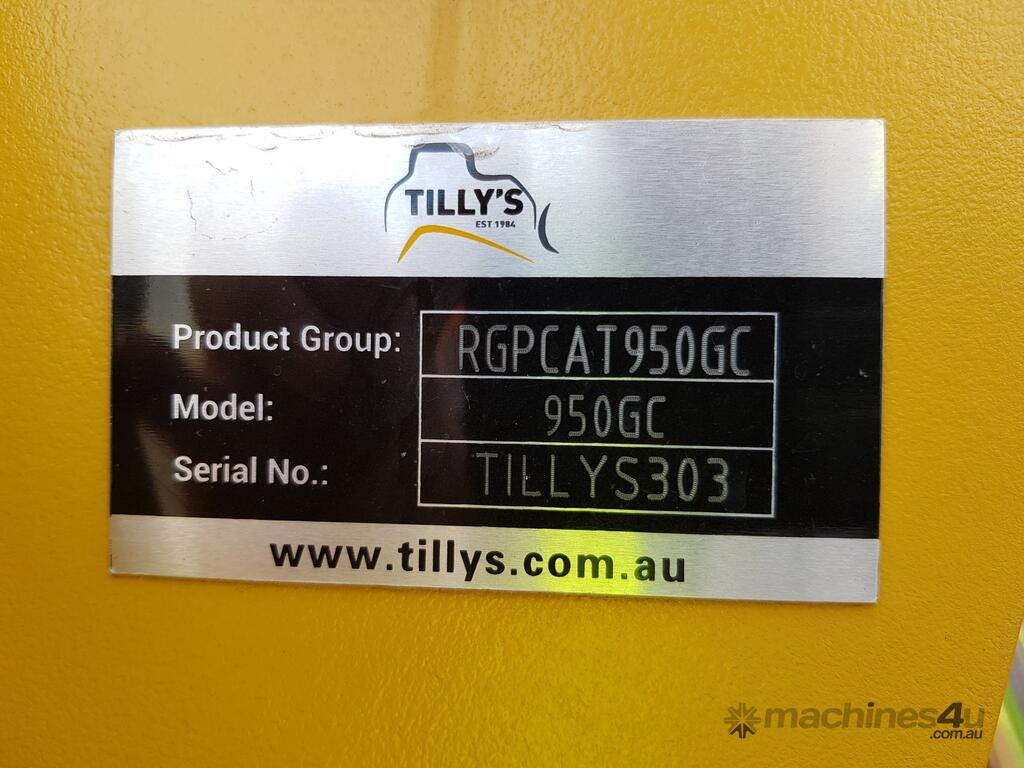 TILLY'S
EST 1984
Product Group: RGPCAT950GC
Model: 950GC
Serial No.: TILLYS303
www.tillys.com.au
machines4u
.com.au